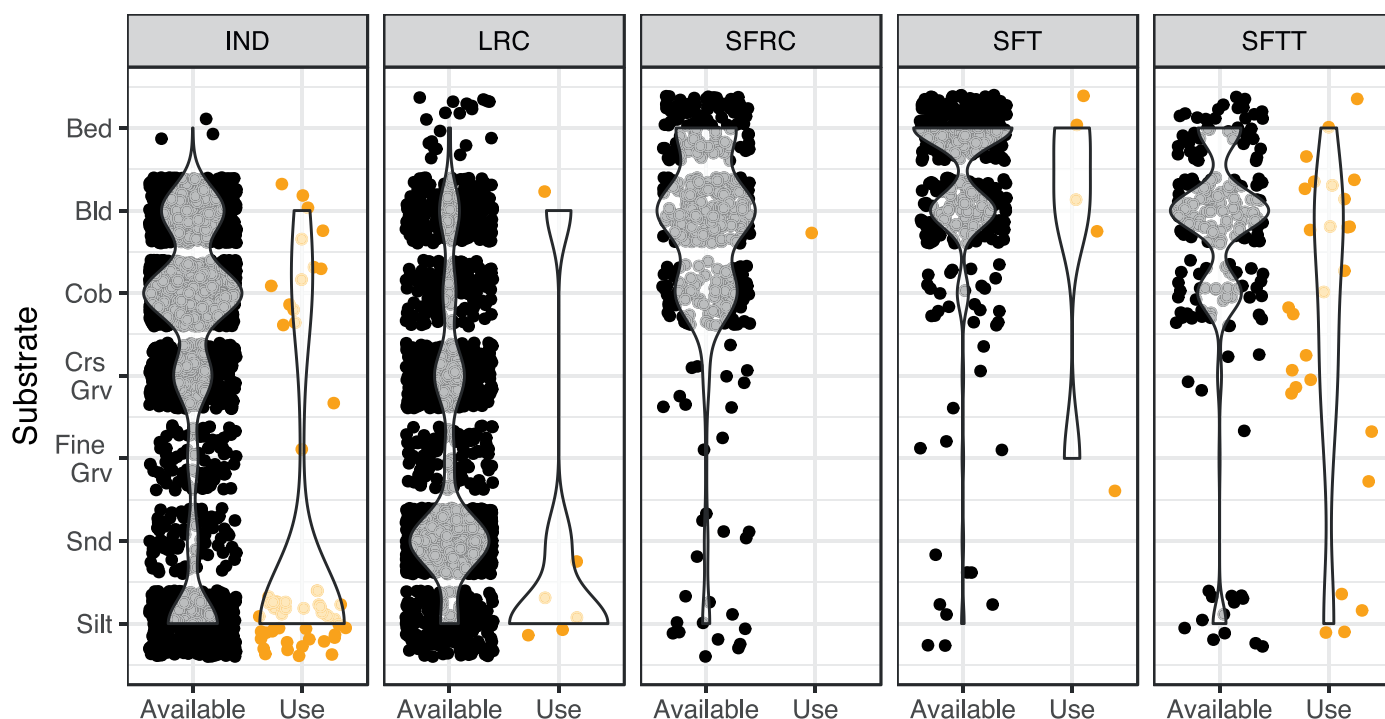 IND LRC SFRC SFT SFTT
Substrate
Bed
Bld
Cob
Crs
Grv
Fine
Grv
Snd
Silt
Available Use Available Use Available Use Available Use Available Use